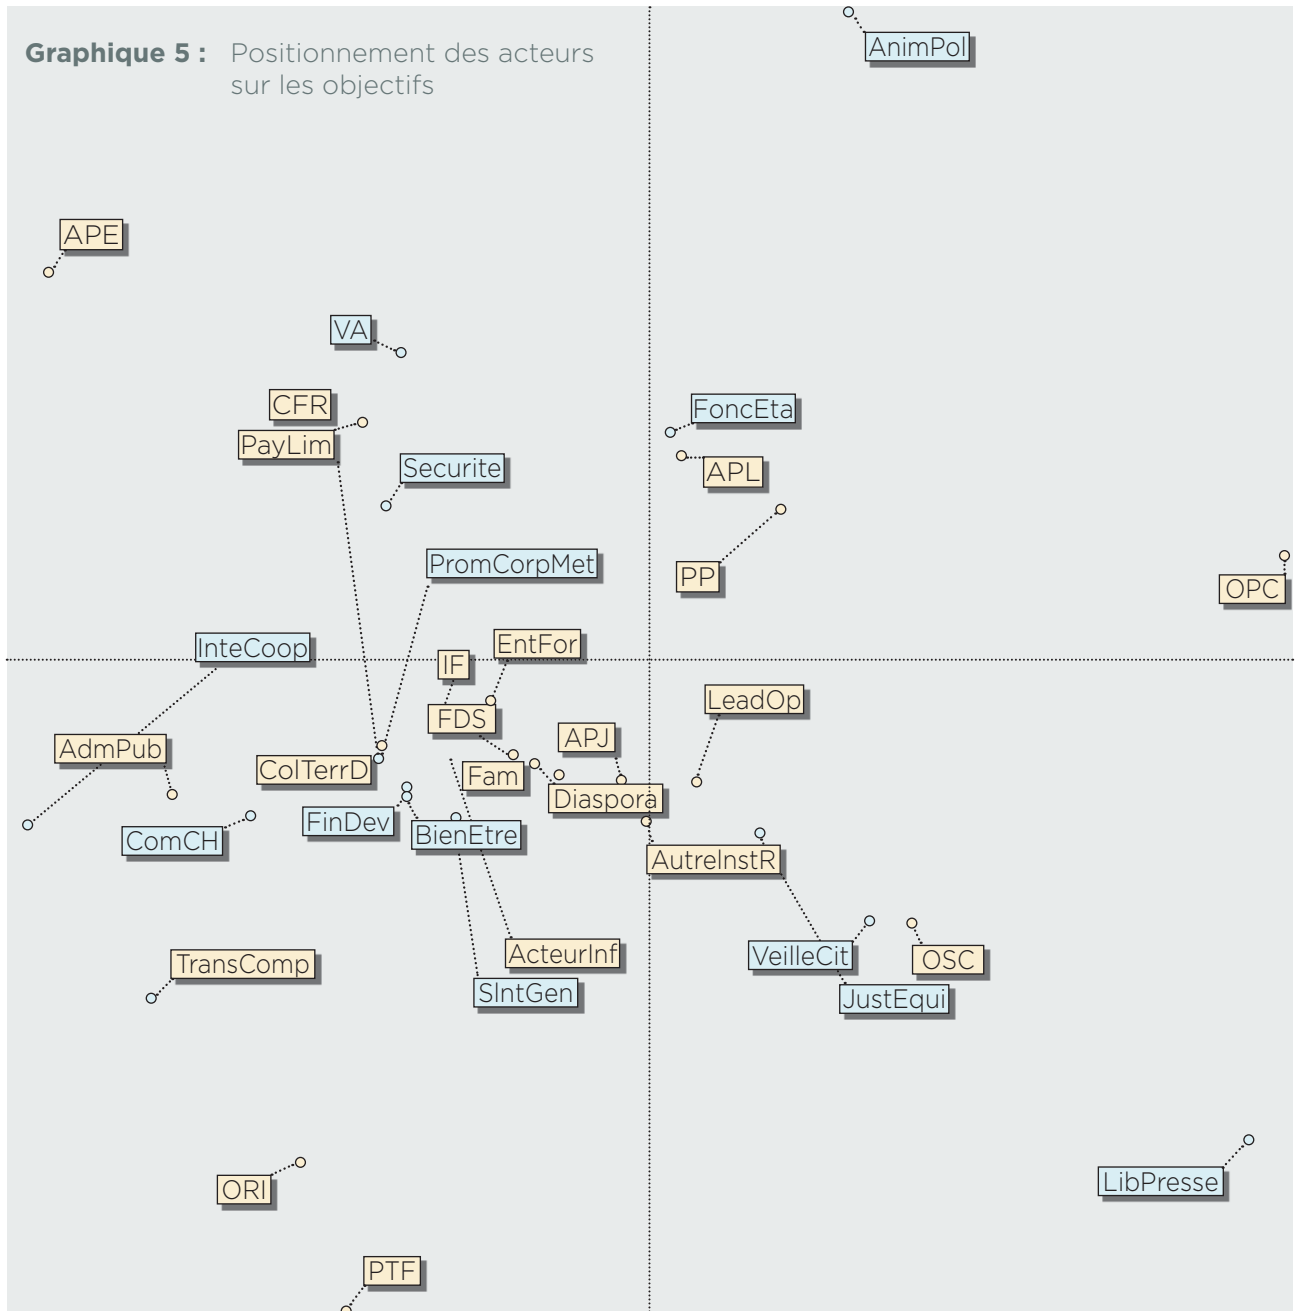 Graphique 5 : Positionnement des acteurs
sur les objectifs
AnimPol
APE
VA
CFR
FoncEta
PayLim
Securite
APL
PromCorpMet
PP
OPC
InteCoop
EntFor
IF
LeadOp
FDS
APJ
AdmPub
ColTerrD
Fam
Diaspora
FinDev
BienEtre
ComCH
AutreInstR
ActeurInf
VeilleCit
OSC
TransComp
SIntGen
JustEqui
LibPresse
ORI
PTF